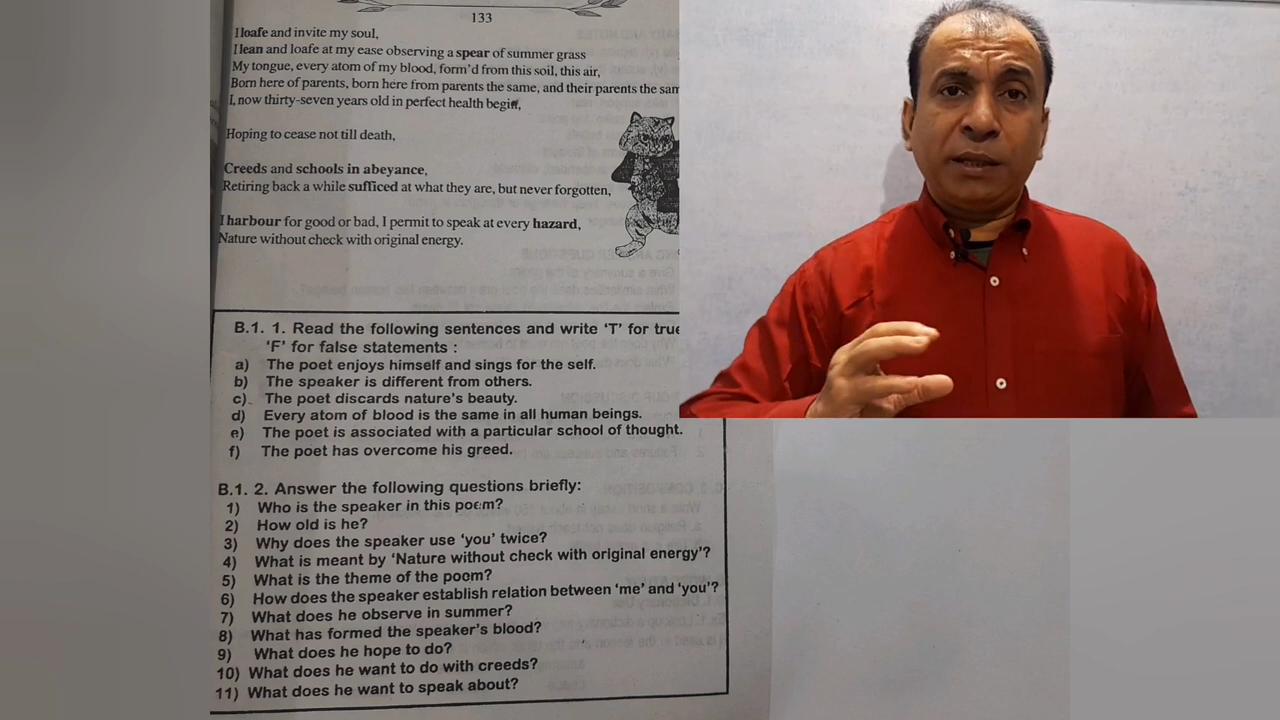 133
I loafe and invite my soul,
I lean and loafe at my ease observing a spear of summer grass
My tongue, every atom of my blood, form'd from this soil, this air,
Born here of parents, born here from parents the same, and their parents the sam
I, now thirty-seven years old in perfect health begin,
Hoping to cease not till death,
Creeds and schools in abeyance,
Retiring back a while sufficed at what they are, but never forgotten,
I harbour for good or bad, I permit to speak at every hazard,
Nature without check with original energy.
B.1. 1. Read the following sentences and write 'T' for true
'F' for false statements :
a) The poet enjoys himself and sings for the self.
b) The speaker is different from others.
c) The poet discards nature's beauty.
d) Every atom of blood is the same in all human beings.
e) The poet is associated with a particular school of thought.
f) The poet has overcome his greed.
B.1. 2. Answer the following questions briefly:
1) Who is the speaker in this poem?
2) How old is he?
3) Why does the speaker use 'you' twice?
4) What is meant by 'Nature without check with original energy'?
5) What is the theme of the poem?
6) How does the speaker establish relation between 'me' and 'you'?
7) What does he observe in summer?
8) What has formed the speaker's blood?
9) What does he hope to do?
10) What does he want to do with creeds?
11) What does he want to speak about?